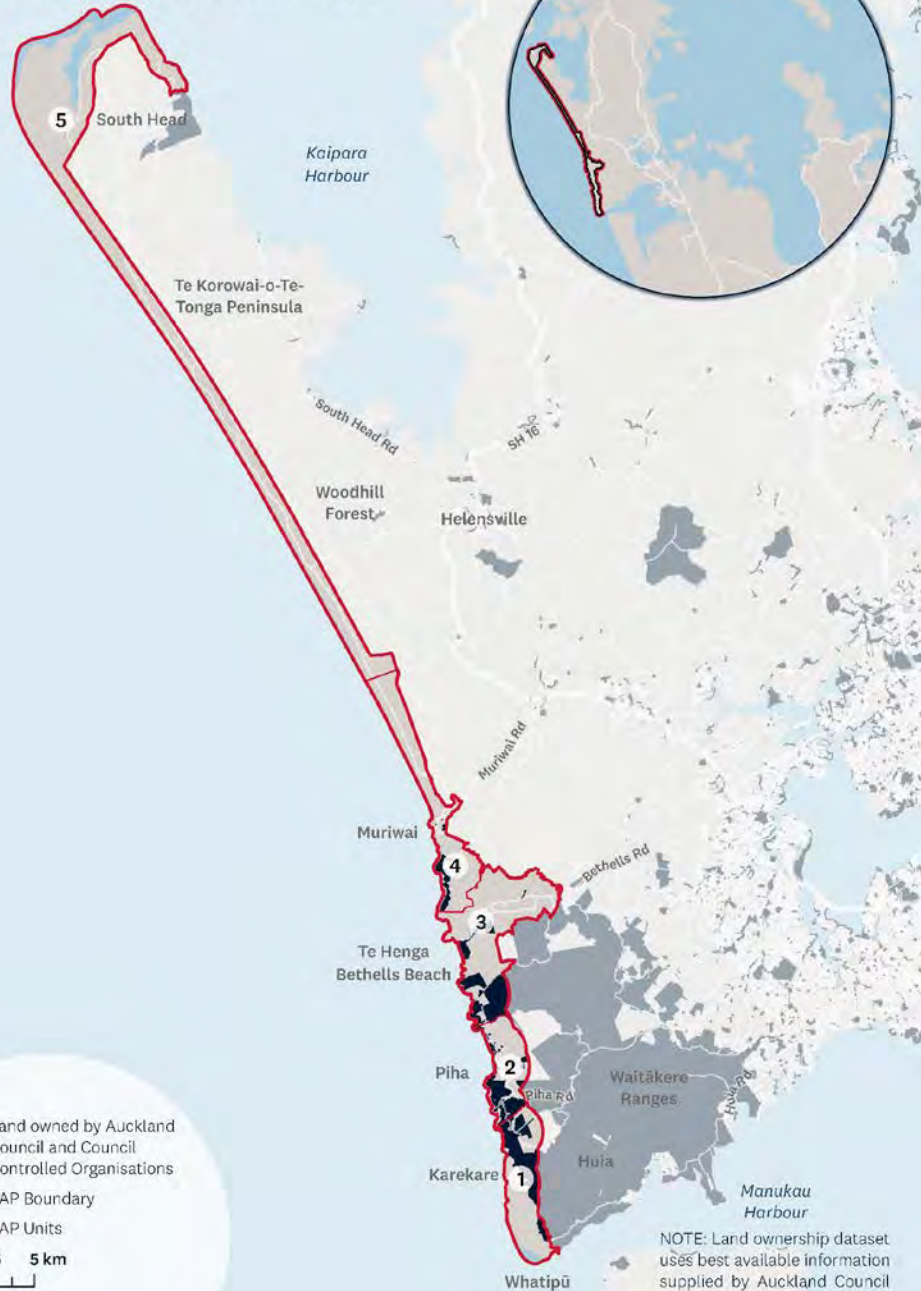 5
South Head
Kaipara
Harbour
Te Korowai-o-Te-
Tonga Peninsula
South Head Rd
SH 16
Woodhill
Forest
Helensville
Muriwai Rd
Muriwai
4
Bethells Rd
3
Te Henga
Bethells Beach
2
Piha
Piha Rd
Waitākere
Ranges
Huia Rd
Karekare
1
Huia
Manukau
Harbour
Whatipū
and owned by Auckland
ouncil and Council
ontrolled Organisations
AP Boundary
AP Units
5 km
NOTE: Land ownership dataset
uses best available information
supplied by Auckland Council